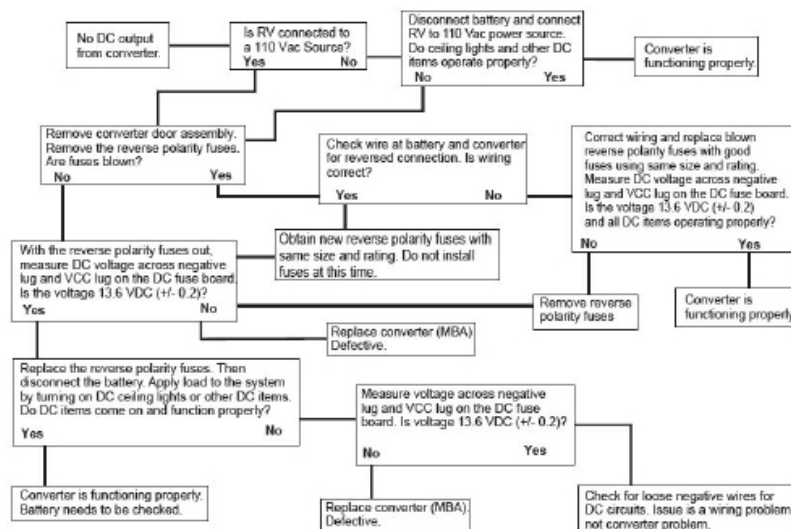 No DC output
from converter.
Is RV connected to
a 110 Vac Source?
Yes No
Disconnect battery and connect
RV to 110 Vac power source.
Do ceiling lights and other DC
items operate properly?
No Yes
Converter is
functioning properly.
Remove converter door assembly.
Remove the reverse polarity fuses.
Are fuses blown?
No Yes
Check wire at battery and converter
for reversed connection. Is wiring
correct?
Yes No
Correct wiring and replace blown
reverse polarity fuses with good
fuses using same size and rating.
Measure DC voltage across negative
lug and VCC lug on the DC fuse board.
Is the voltage 13.6 VDC (+/- 0.2)
and all DC items operating properly?
No Yes
With the reverse polarity fuses out,
measure DC voltage across negative
lug and VCC lug on the DC fuse board.
Is the voltage 13.6 VDC (+/- 0.2)?
Yes No
Obtain new reverse polarity fuses with
same size and rating. Do not install
fuses at this time.
Remove reverse
polarity fuses
Converter is
functioning properly
Replace converter (MBA)
Defective.
Replace the reverse polarity fuses. Then
disconnect the battery. Apply load to the system
by turning on DC ceiling lights or other DC items.
Do DC items come on and function properly?
Yes No
Measure voltage across negative
lug and VCC lug on the DC fuse
board. Is voltage 13.6 VDC (+/- 0.2)?
No Yes
Converter is functioning properly.
Battery needs to be checked.
Replace converter (MBA).
Defective.
Check for loose negative wires for
DC circuits. Issue is a wiring problem
not converter problem.